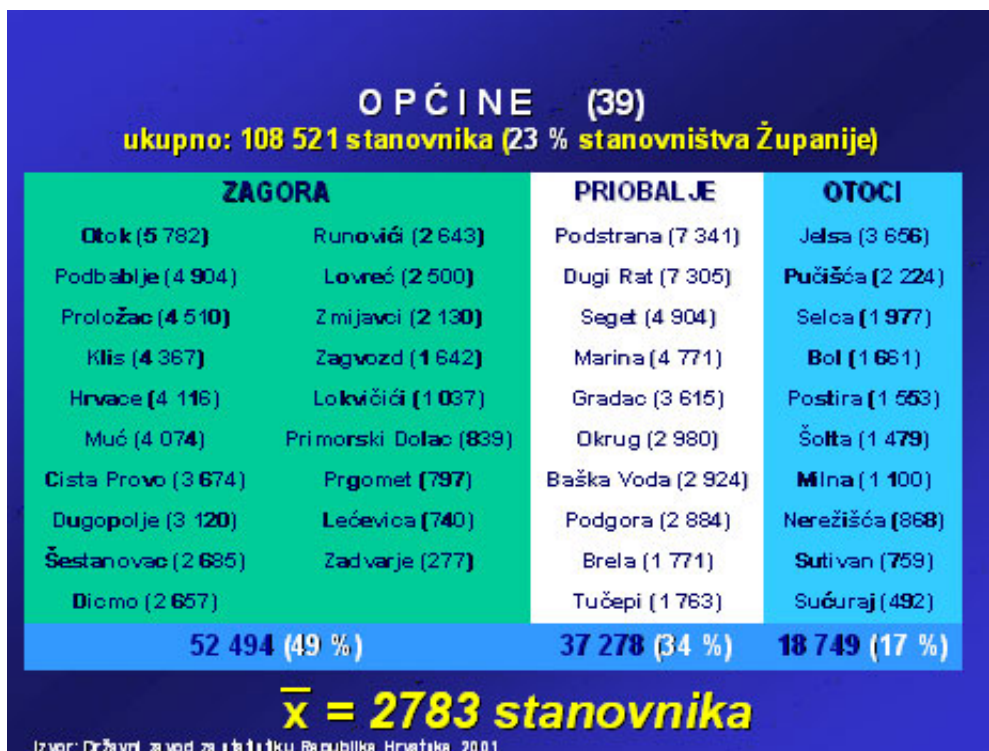 OPĆINE (39)
ukupno: 108 521 stanovnika (23 % stanovništva Županije)
ZAGORA
Otok (5 782)
Podbablje (4 904)
Proložac (4 510)
Klis (4 367)
Hrvace (4 116)
Muć (4 074)
Cista Provo (3 674)
Dugopolje (3 120)
Šestanovac (2 685)
Dicmo (2 657)
Runovići (2 643)
Lovreć (2 500)
Zmijavci (2 130)
Zagvozd (1 642)
Lokvičići (1 037)
Primorski Dolac (839)
Prgomet (797)
Lećevica (740)
Zadvarje (277)
52 494 (49 %)
PRIOBALJE
Podstrana (7 341)
Dugi Rat (7 305)
Seget (4 904)
Marina (4 771)
Gradac (3 615)
Okrug (2 980)
Baška Voda (2 924)
Podgora (2 884)
Brela (1 771)
Tučepi (1 763)
37 278 (34 %)
OTOCI
Jelsa (3 656)
Pučišća (2 224)
Selca (1 977)
Bol (1 661)
Postira (1 553)
Šolta (1 479)
Milna (1 100)
Nerežišća (868)
Sutivan (759)
Sućuraj (492)
18 749 (17 %)
x̅ = 2783 stanovnika
Izvor: Državni zavod za statistiku Republika Hrvatska, 2001